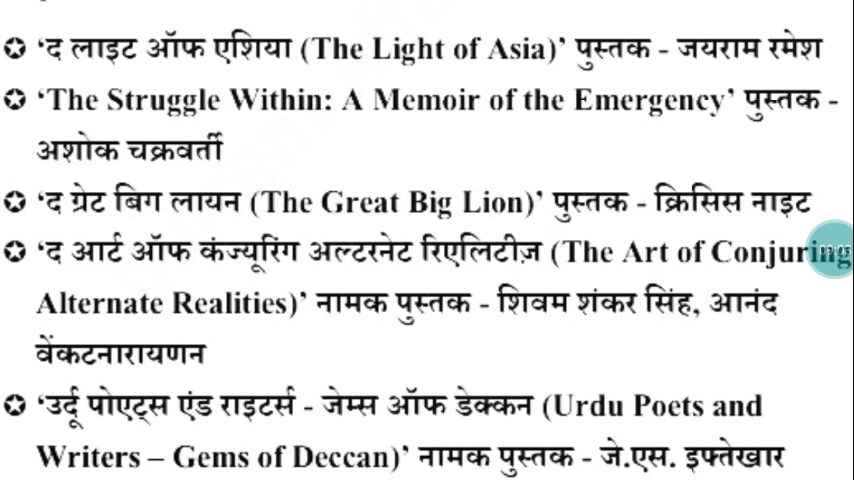 ✪ ‘द लाइट ऑफ एशिया (The Light of Asia)’ पुस्तक - जयराम रमेश
✪ ‘The Struggle Within: A Memoir of the Emergency’ पुस्तक -
अशोक चक्रवर्ती
✪ ‘द ग्रेट बिग लायन (The Great Big Lion)’ पुस्तक - क्रिसिस नाइट
✪ ‘द आर्ट ऑफ कंज्यूरिंग अल्टरनेट रिएलिटीज़ (The Art of Conjuring
Alternate Realities)’ नामक पुस्तक - शिवम शंकर सिंह, आनंद
वेंकटनारायणन
✪ ‘उर्दू पोएट्स एंड राइटर्स - जेम्स ऑफ डेक्कन (Urdu Poets and
Writers – Gems of Deccan)’ नामक पुस्तक - जे.एस. इफ्तेखार